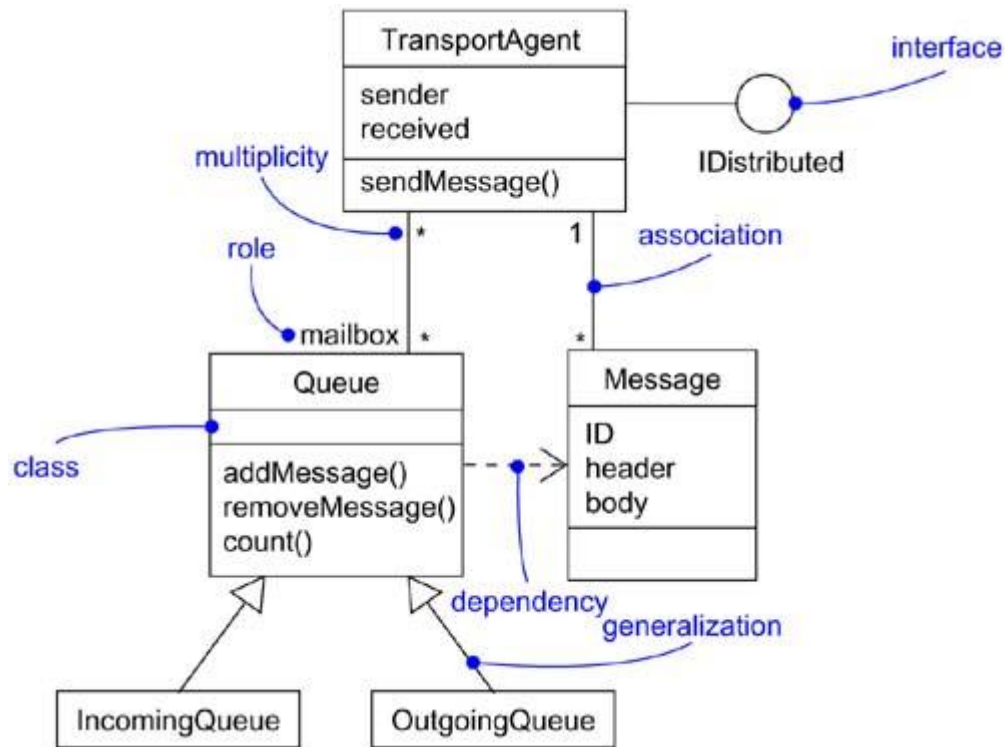 TransportAgent
interface
sender
received
IDistributed
multiplicity
sendMessage()
*
1
association
role
mailbox
*
*
Queue
Message
class
ID
header
body
addMessage()
removeMessage()
count()
dependency
generalization
IncomingQueue
OutgoingQueue